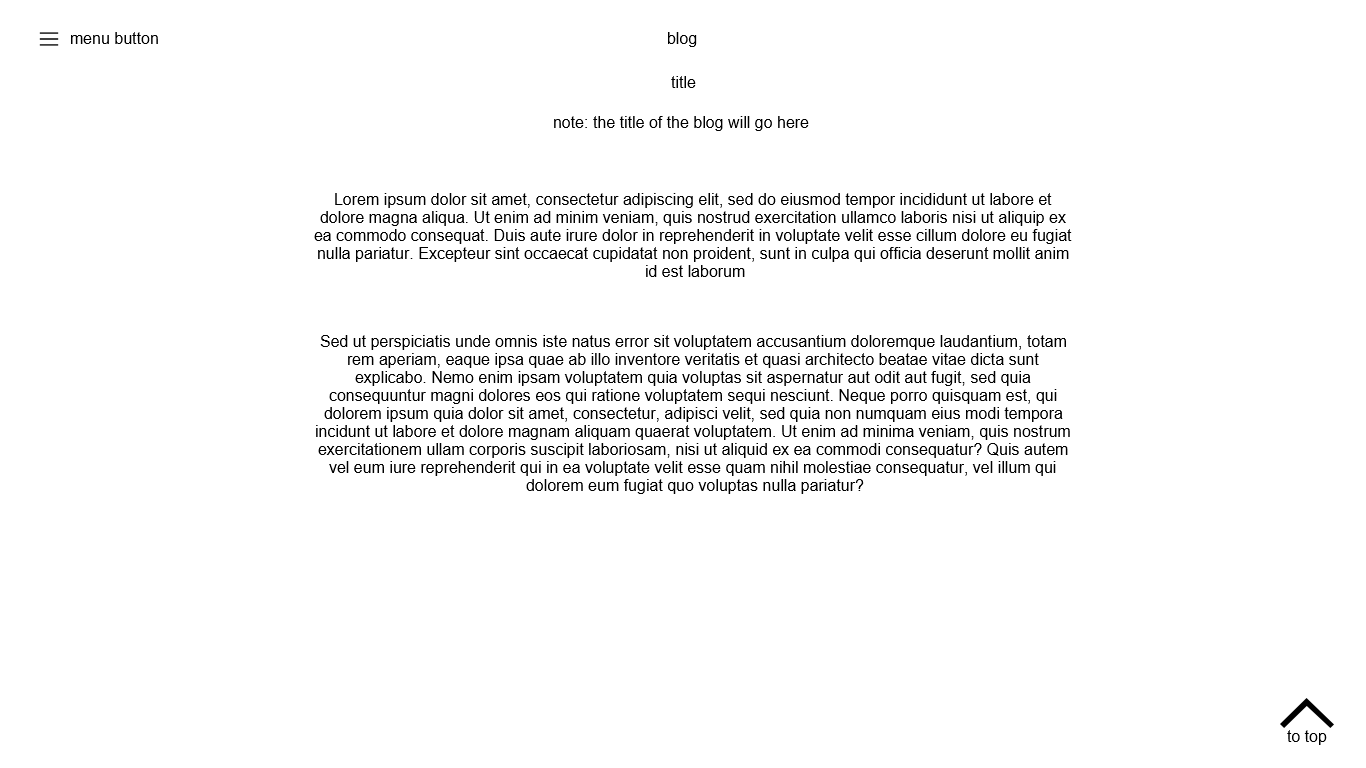 menu button
blog
title
note: the title of the blog will go here
Lorem ipsum dolor sit amet, consectetur adipiscing elit, sed do eiusmod tempor incididunt ut labore et
dolore magna aliqua. Ut enim ad minim veniam, quis nostrud exercitation ullamco laboris nisi ut aliquip ex
ea commodo consequat. Duis aute irure dolor in reprehenderit in voluptate velit esse cillum dolore eu fugiat
nulla pariatur. Excepteur sint occaecat cupidatat non proident, sunt in culpa qui officia deserunt mollit anim
id est laborum
Sed ut perspiciatis unde omnis iste natus error sit voluptatem accusantium doloremque laudantium, totam
rem aperiam, eaque ipsa quae ab illo inventore veritatis et quasi architecto beatae vitae dicta sunt
explicabo. Nemo enim ipsam voluptatem quia voluptas sit aspernatur aut odit aut fugit, sed quia
consequuntur magni dolores eos qui ratione voluptatem sequi nesciunt. Neque porro quisquam est, qui
dolorem ipsum quia dolor sit amet, consectetur, adipisci velit, sed quia non numquam eius modi tempora
incidunt ut labore et dolore magnam aliquam quaerat voluptatem. Ut enim ad minima veniam, quis nostrum
exercitationem ullam corporis suscipit laboriosam, nisi ut aliquid ex ea commodi consequatur? Quis autem
vel eum iure reprehenderit qui in ea voluptate velit esse quam nihil molestiae consequatur, vel illum qui
dolorem eum fugiat quo voluptas nulla pariatur?
to top